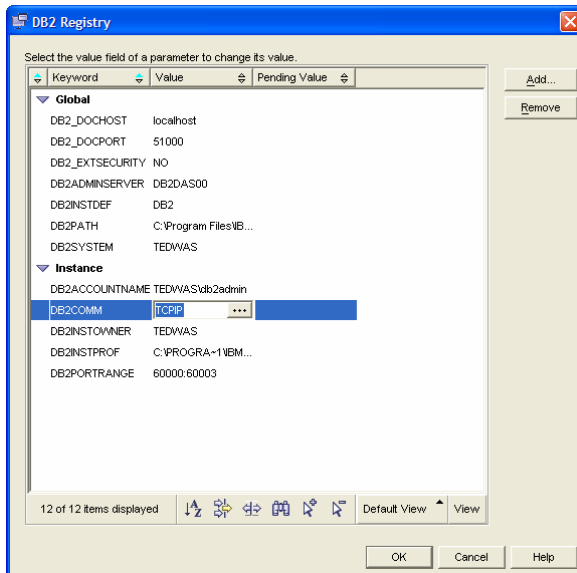 DB2 Registry
Select the value field of a parameter to change its value.
Keyword Value Pending Value
Add...
Remove
Global
DB2_DOCHOST localhost
DB2_DOCPORT 51000
DB2_EXTSECURITY NO
DB2ADMINSERVER DB2DAS00
DB2INSTDEF DB2
DB2PATH C:\Program Files\IB...
DB2SYSTEM TEDWAS
Instance
DB2ACCOUNTNAME TEDWAS\db2admin
DB2COMM TCPIP ...
DB2INSTOWNER TEDWAS
DB2INSTPROF C:\PROGRA~1\IBM...
DB2PORTRANGE 60000:60003
12 of 12 items displayed Default View View
OK Cancel Help